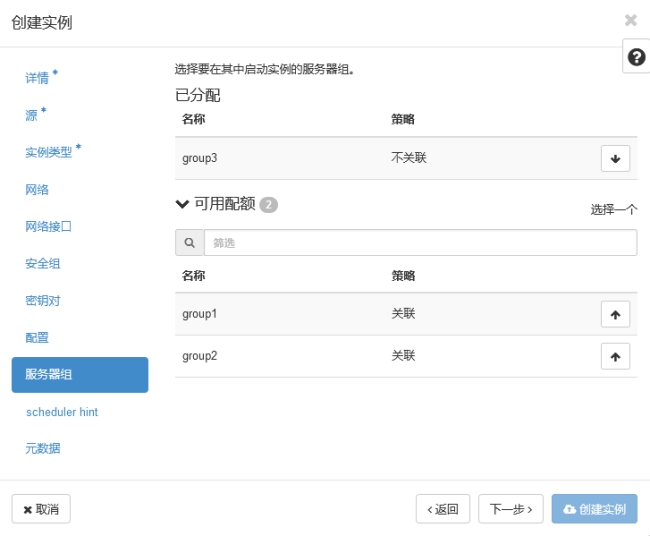 创建实例
详情 *
源 *
实例类型 *
网络
网络接口
安全组
密钥对
配置
服务器组
scheduler hint
元数据
选择要在其中启动实例的服务器组。
已分配
名称 策略
group3 不关联
可用配额 2 选择一个
筛选
名称 策略
group1 关联
group2 关联
取消
返回 下一步 创建实例